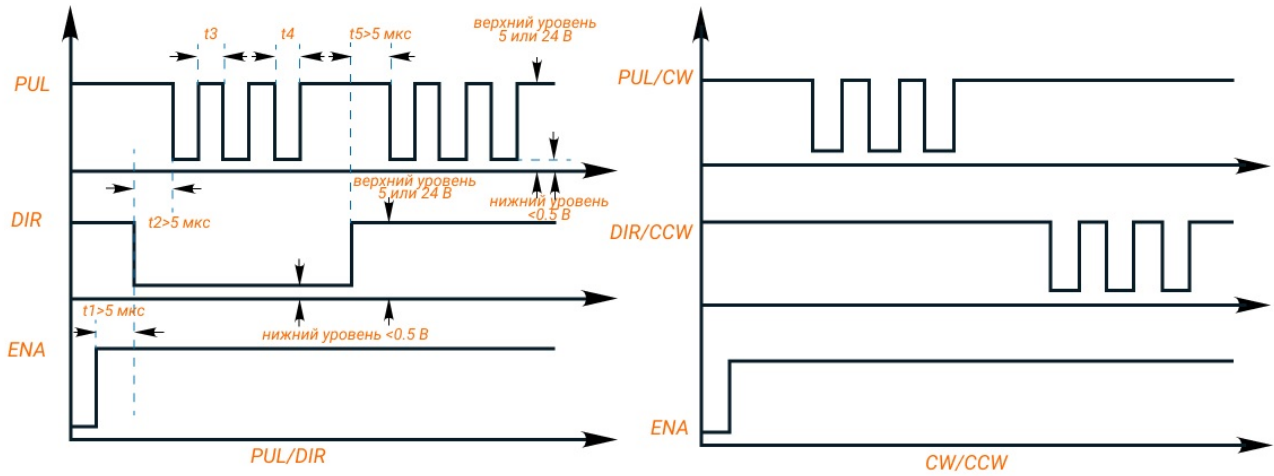 t3
t4
t5>5 мкс
верхний уровень
5 или 24 В
PUL
верхний уровень
5 или 24 В
нижний уровень
<0.5 В
DIR
t2>5 мкс
t1>5 мкс
нижний уровень <0.5 В
ENA
PUL/DIR
PUL/CW
DIR/CCW
ENA
CW/CCW